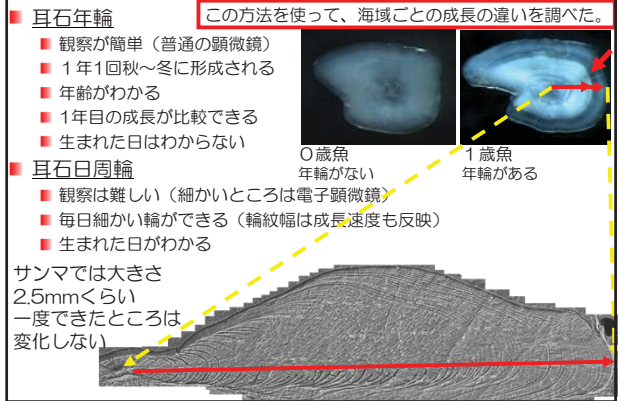 耳石年輪
この方法を使って、海域ごとの成長の違いを調べた。
観察が簡単（普通の顕微鏡）
１年1回秋～冬に形成される
年齢がわかる
1年目の成長が比較できる
生まれた日はわからない
０歳魚
年輪がない
１歳魚
年輪がある
耳石日周輪
観察は難しい（細かいところは電子顕微鏡）
毎日細かい輪ができる（輪紋幅は成長速度も反映）
生まれた日がわかる
サンマでは大きさ
2.5mmくらい
一度できたところは
変化しない